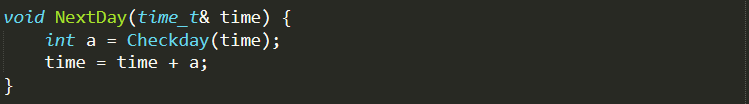 void NextDay(time_t& time) {
    int a = Checkday(time);
    time = time + a;
}